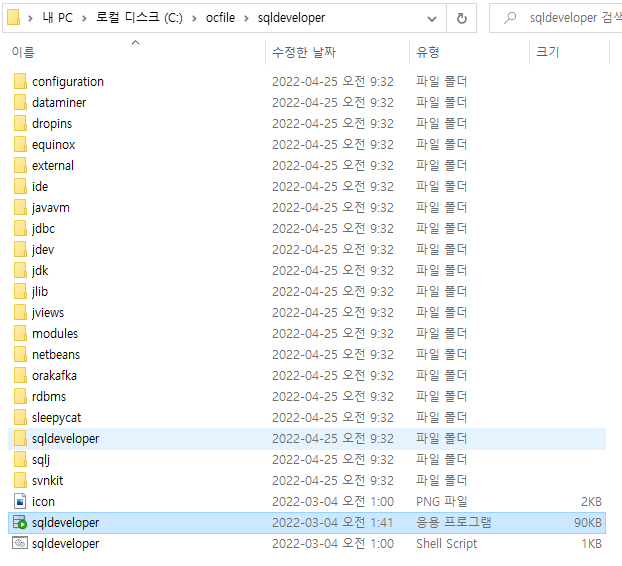 내 PC > 로컬 디스크 (C:) > ocfile > sqldeveloper sqldeveloper 검색
이름 수정한 날짜 유형 크기
configuration 2022-04-25 오전 9:32 파일 폴더
dataminer 2022-04-25 오전 9:32 파일 폴더
dropins 2022-04-25 오전 9:32 파일 폴더
equinox 2022-04-25 오전 9:32 파일 폴더
external 2022-04-25 오전 9:32 파일 폴더
ide 2022-04-25 오전 9:32 파일 폴더
javavm 2022-04-25 오전 9:32 파일 폴더
jdbc 2022-04-25 오전 9:32 파일 폴더
jdev 2022-04-25 오전 9:32 파일 폴더
jdk 2022-04-25 오전 9:32 파일 폴더
jlib 2022-04-25 오전 9:32 파일 폴더
jviews 2022-04-25 오전 9:32 파일 폴더
modules 2022-04-25 오전 9:32 파일 폴더
netbeans 2022-04-25 오전 9:32 파일 폴더
orakafka 2022-04-25 오전 9:32 파일 폴더
rdbms 2022-04-25 오전 9:32 파일 폴더
sleepycat 2022-04-25 오전 9:32 파일 폴더
sqldeveloper 2022-04-25 오전 9:32 파일 폴더
sqlj 2022-04-25 오전 9:32 파일 폴더
svnkit 2022-04-25 오전 9:32 파일 폴더
icon 2022-03-04 오전 1:00 PNG 파일 2KB
sqldeveloper 2022-03-04 오전 1:41 응용 프로그램 90KB
sqldeveloper 2022-03-04 오전 1:00 Shell Script 1KB